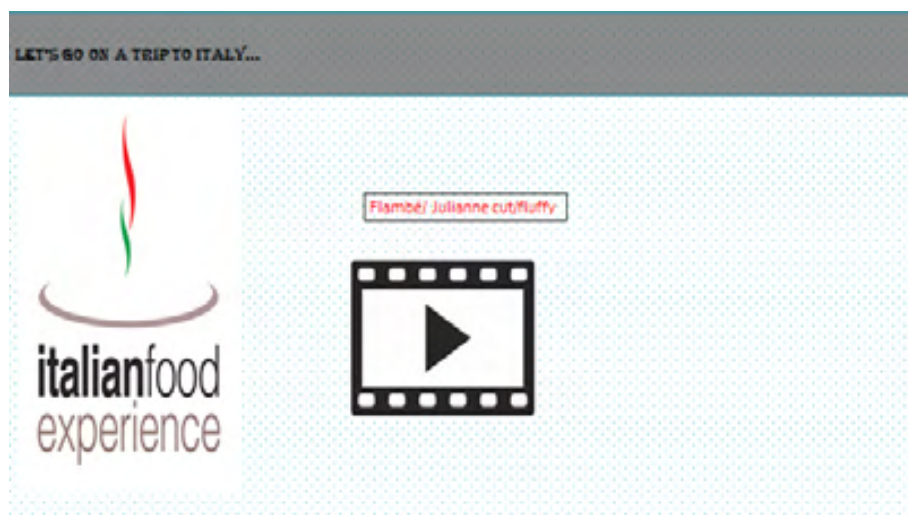 LET'S GO ON A TRIP TO ITALY...
Flambé/ Julianne cut/fluffy
italianfood
experience